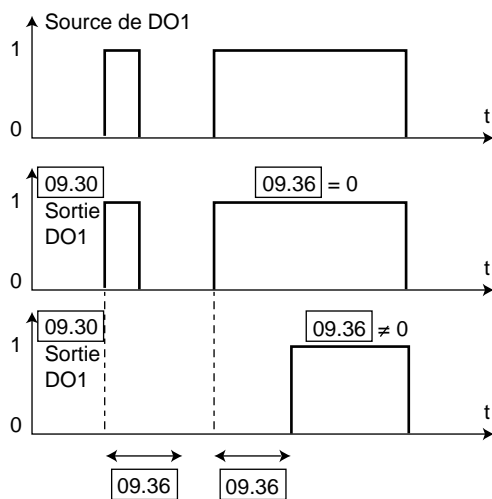 Source de DO1
1
0
t
09.30
09.36 = 0
1
Sortie
DO1
0
t
09.30
09.36 ≠ 0
1
Sortie
DO1
0
t
09.36
09.36